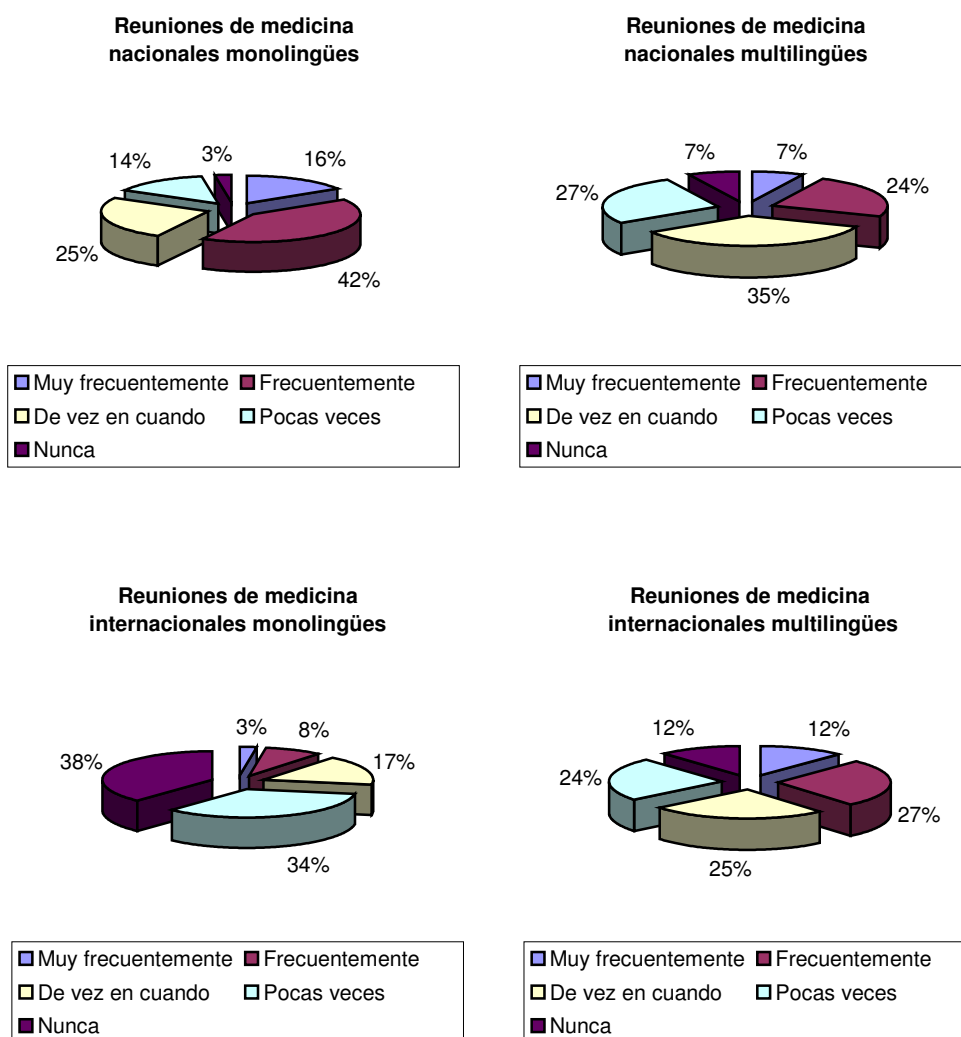 Reuniones de medicina
nacionales monolingües
3%
14%
16%
25%
42%
Muy frecuentemente Frecuentemente
De vez en cuando Pocas veces
Nunca
Reuniones de medicina
nacionales multilingües
7% 7%
27%
24%
35%
Muy frecuentemente Frecuentemente
De vez en cuando Pocas veces
Nunca
Reuniones de medicina
internacionales monolingües
3% 8%
38%
17%
34%
Muy frecuentemente Frecuentemente
De vez en cuando Pocas veces
Nunca
Reuniones de medicina
internacionales multilingües
12% 12%
24%
27%
25%
Muy frecuentemente Frecuentemente
De vez en cuando Pocas veces
Nunca